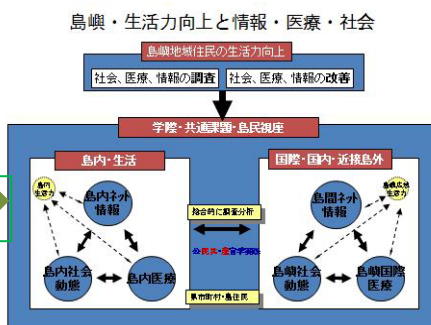 島嶼・生活力向上と情報・医療・社会
島嶼地域住民の生活力向上
社会、医療、情報の調査
社会、医療、情報の改善
学際・共通課題・島民視座
島内・生活
国際・国内・近接島外
島内
生活力
島内ネット
情報
島内社会
動態
島内医療
総合的に調査分析
県市町村・島住民
島嶼広域
生活力
島間ネット
情報
島嶼社会
動態
島嶼国際
医療